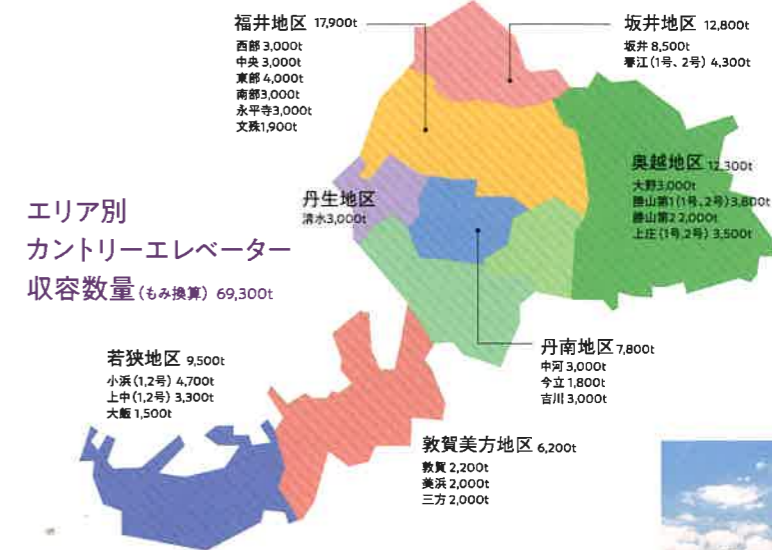 福井地区 17,900t
西部 3,000t
中央 3,000t
東部 4,000t
南部3,000t
永平寺3,000t
文殊1,900t
坂井地区 12,800t
坂井 8,500t
春江(1号、2号) 4,300t
奥越地区 12,300t
大野3,000t
勝山第1(1号、2号)3,800t
勝山第2 2,000t
上庄(1号,2号) 3,500t
丹生地区
清水3,000t
エリア別
カントリーエレベーター
収容数量(もみ換算) 69,300t
丹南地区 7,800t
中河 3,000t
今立 1,800t
吉川 3,000t
若狭地区 9,500t
小浜(1,2号) 4,700t
上中(1,2号) 3,300t
大飯 1,500t
敦賀美方地区 6,200t
敦賀 2,200t
美浜 2,000t
三方 2,000t